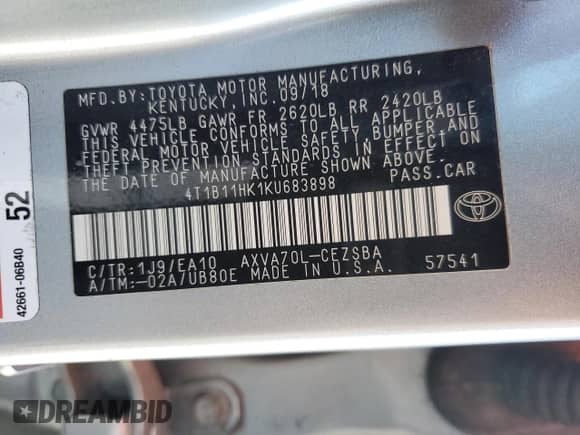 MFD.BY:TOYOTA MOTOR MANUFACTURING,
KENTUCKY, INC. 09/18
GVWR 4475LB GAWR FR 2620LB RR 2420LB
THIS VEHICLE CONFORMS TO ALL APPLICABLE
FEDERAL MOTOR VEHICLE SAFETY, BUMPER, AND
THEFT PREVENTION STANDARDS IN EFFECT ON
THE DATE OF MANUFACTURE SHOWN ABOVE.
4T1B11HK1KU683898 PASS.CAR
C/TR:1J9/EA10 AXVA70L-CEZSBA
A/TM:-02A/UB80E MADE IN U.S.A. 57541
52
42661-06B40
DREAMBID